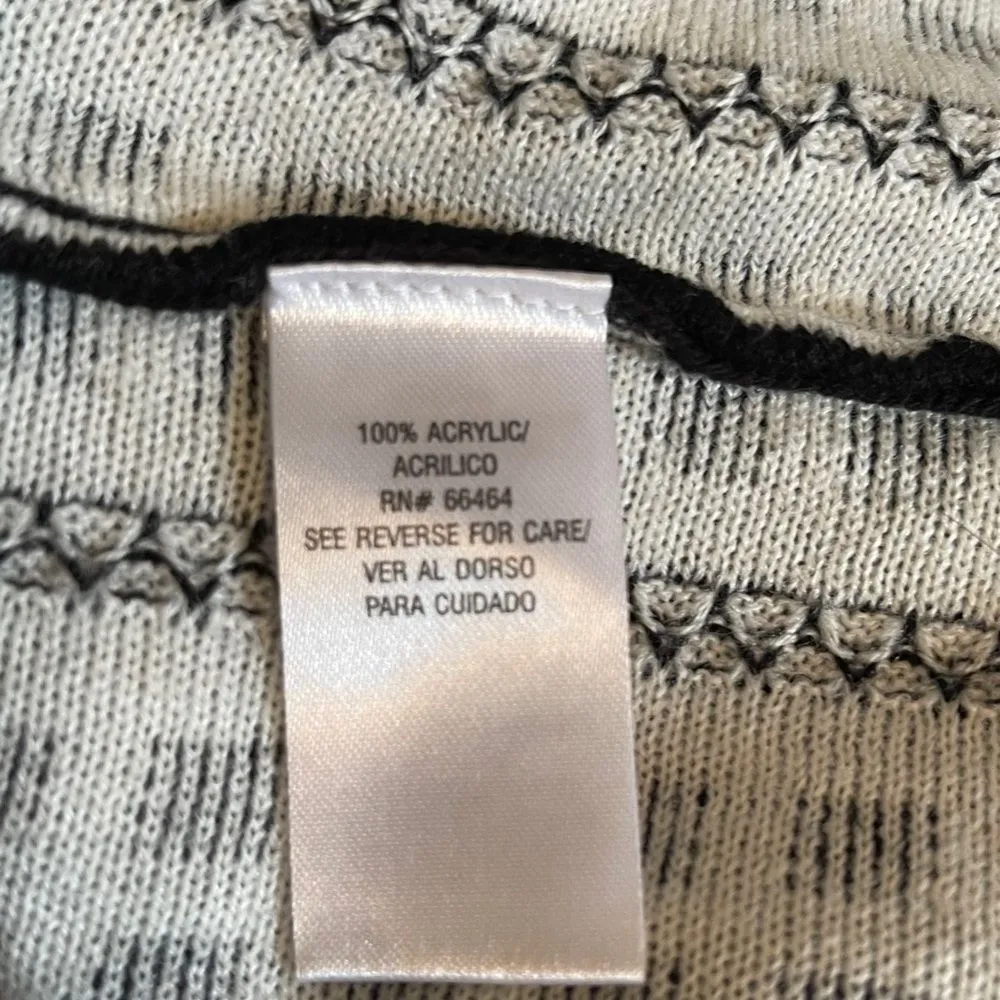 100% ACRYLIC/
ACRILICO
RN# 66464
SEE REVERSE FOR CARE/
VER AL DORSO
PARA CUIDADO